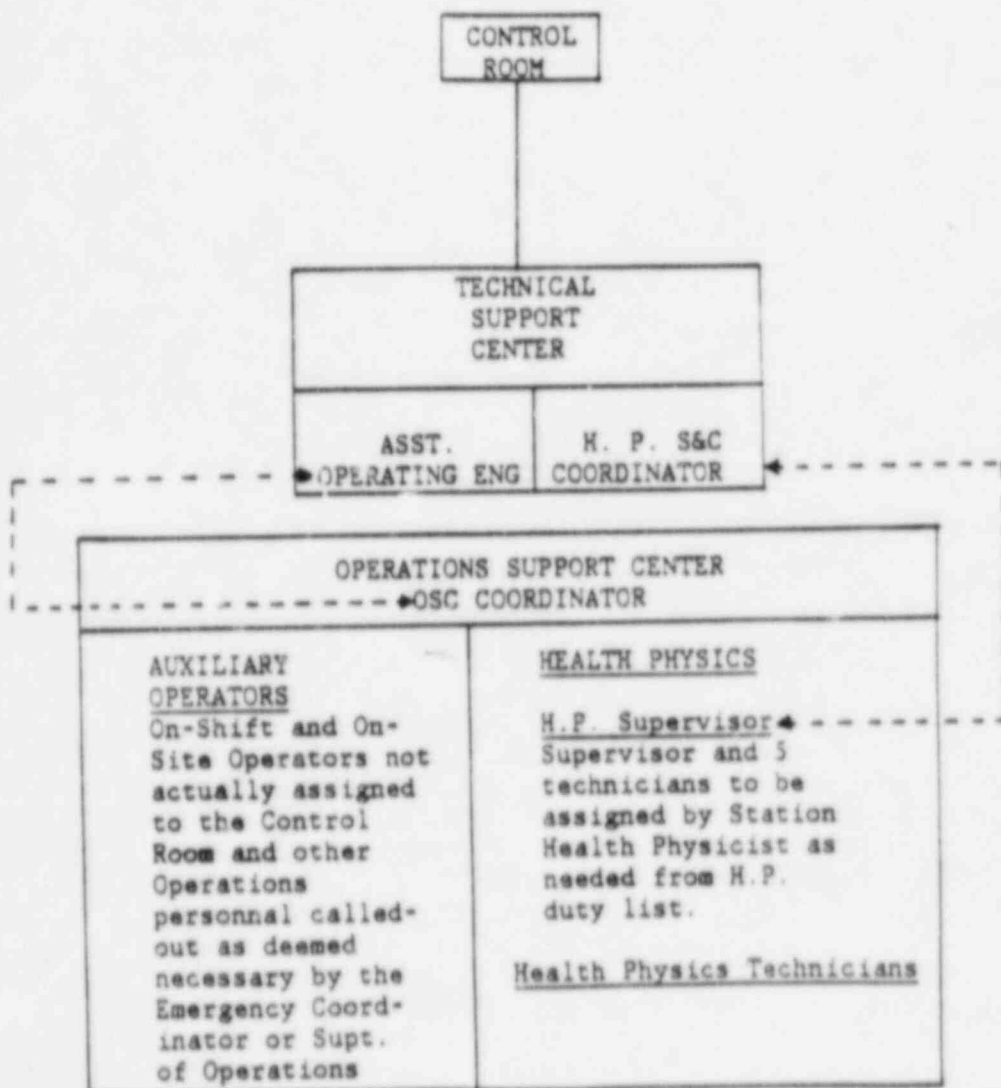 CONTROL
ROOM
TECHNICAL
SUPPORT
CENTER
ASST.
OPERATING ENG
H. P. S&C
COORDINATOR
OPERATIONS SUPPORT CENTER
OSC COORDINATOR
AUXILIARY
OPERATORS
On-Shift and On-
Site Operators not
actually assigned
to the Control
Room and other
Operations
personnal called-
out as deemed
necessary by the
Emergency Coord-
inator or Supt.
of Operations
HEALTH PHYSICS
H.P. Supervisor
Supervisor and 5
technicians to be
assigned by Station
Health Physicist as
needed from H.P.
duty list.
Health Physics Technicians